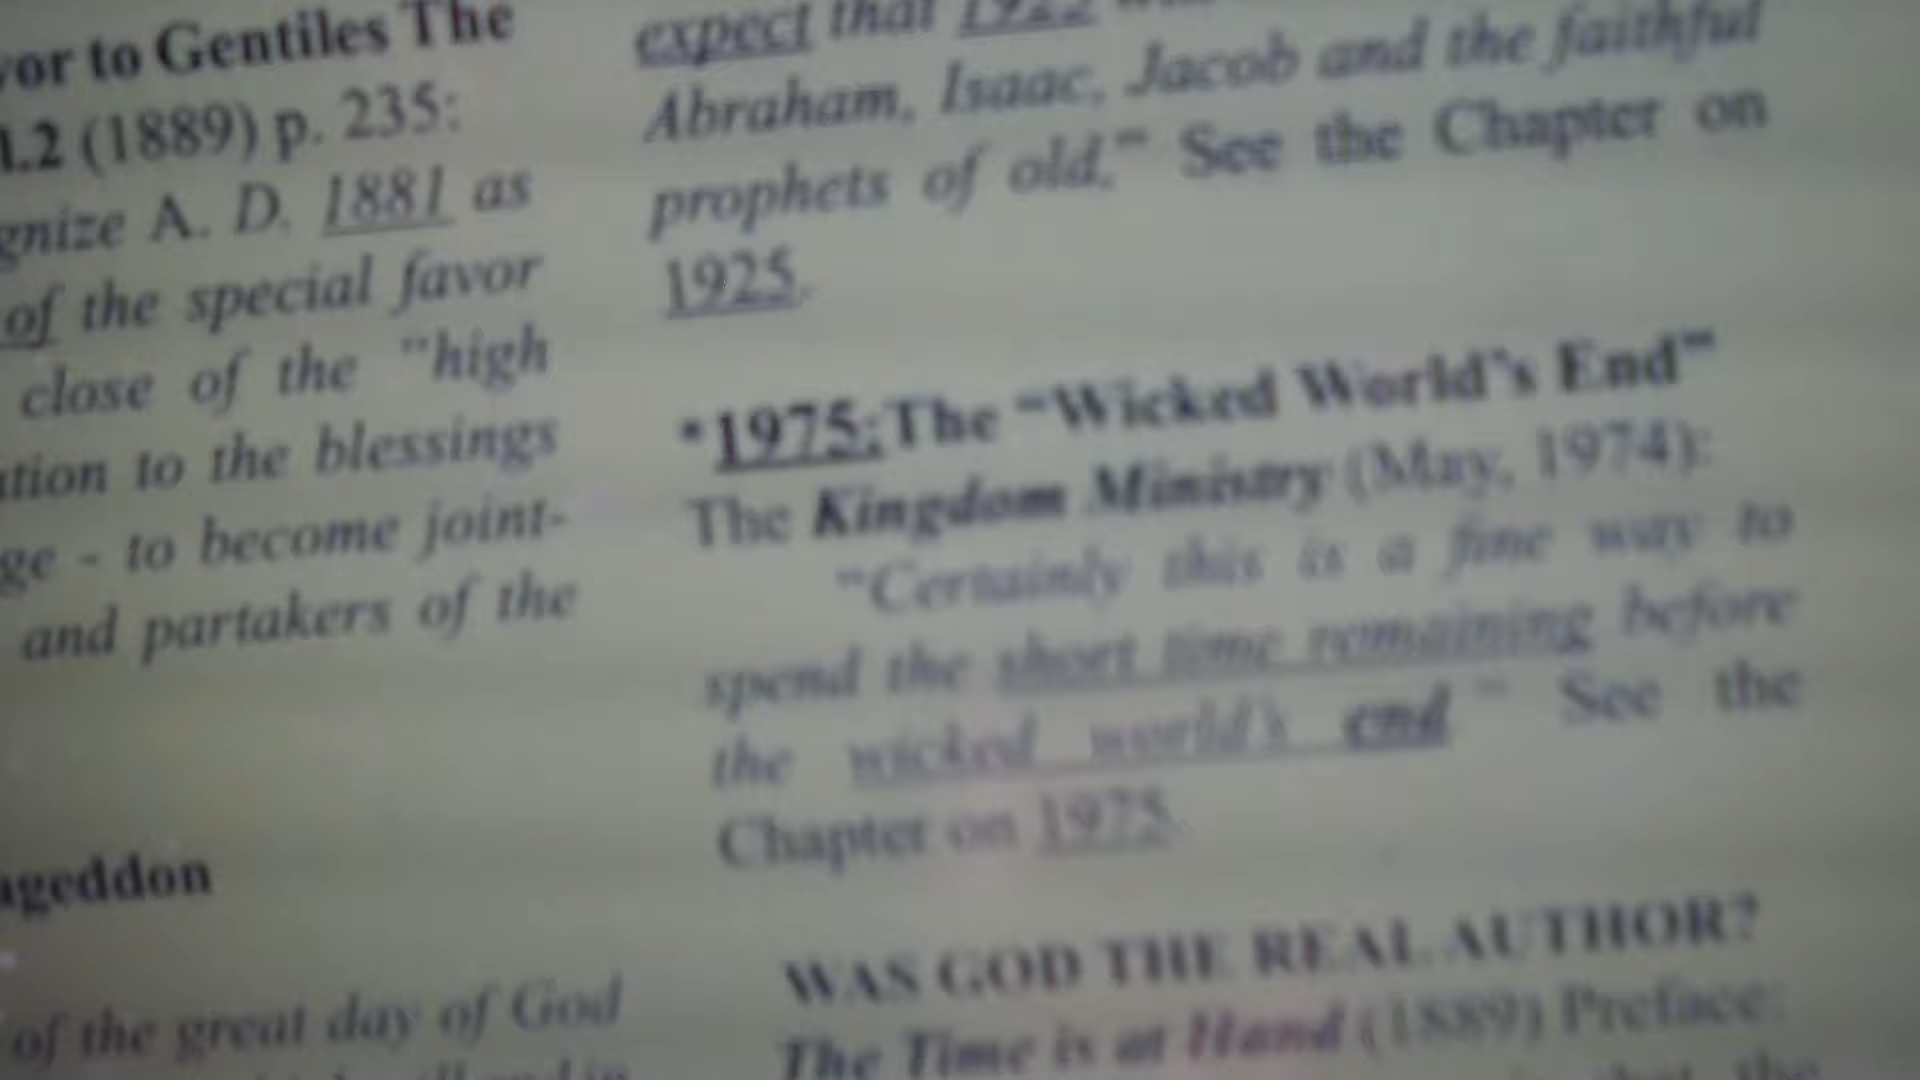 vor to Gentiles The
1.2 (1889) p. 235:
gnize A. D. 1881 as
of the special favor
close of the "high
ation to the blessings
ge - to become joint-
and partakers of the
ageddon
of the great day of God
expect that 1925
Abraham, Isaac, Jacob and the faithful
prophets of old,'" See the Chapter on
1925.
*1975:The "Wicked World's End"
The Kingdom Ministry (May, 1974):
"Certainly this is a fine way to
spend the short time remaining before
the wicked world's end." See the
Chapter on 1975.
WAS GOD THE REAL AUTHOR?
The Time is at Hand (1889) Preface:
that the